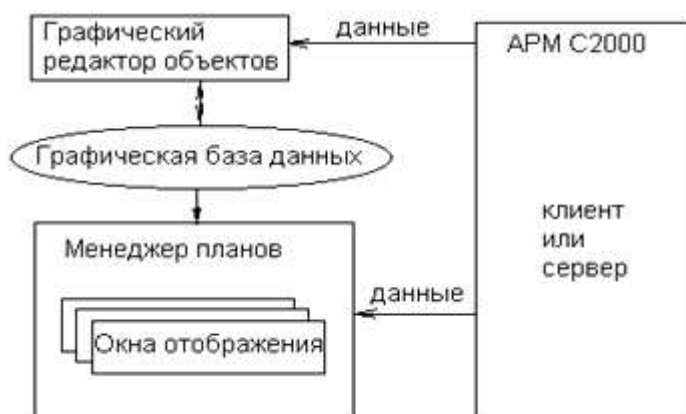 Графический
редактор объектов
данные
АРМ С2000
Графическая база данных
клиент
или
сервер
Менеджер планов
данные
Окна отображения